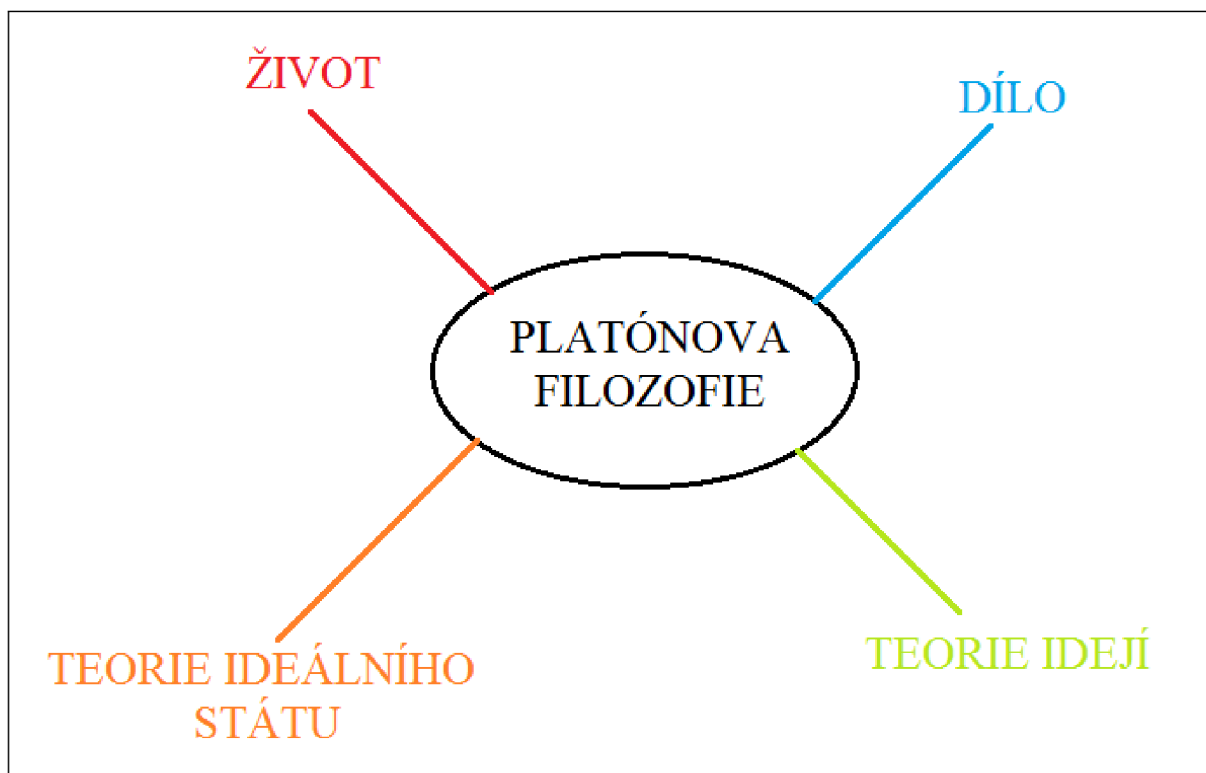 ŽIVOT
DÍLO
PLATÓNOVA
FILOZOFIE
TEORIE IDEÁLNÍHO
STÁTU
TEORIE IDEJÍ